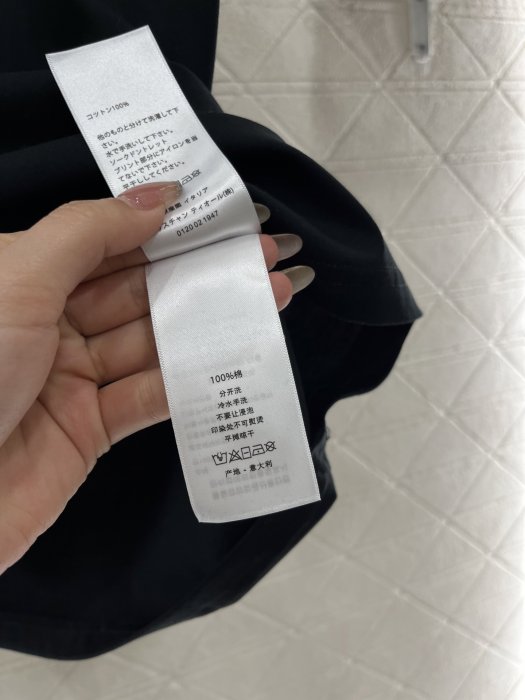 コットン100%
他のものと分けて洗濯して下
さい。
水で手洗いして下さい。
ソークドントレット
プリント部分にアイロンを当
てないで下さい。
平干ししてください。
イタリア
スチャン ディオール(株)
0120 02 1947
100%棉
分开洗
冷水手洗
不要让浸泡
印染处不可熨烫
平摊晾干
产地 - 意大利